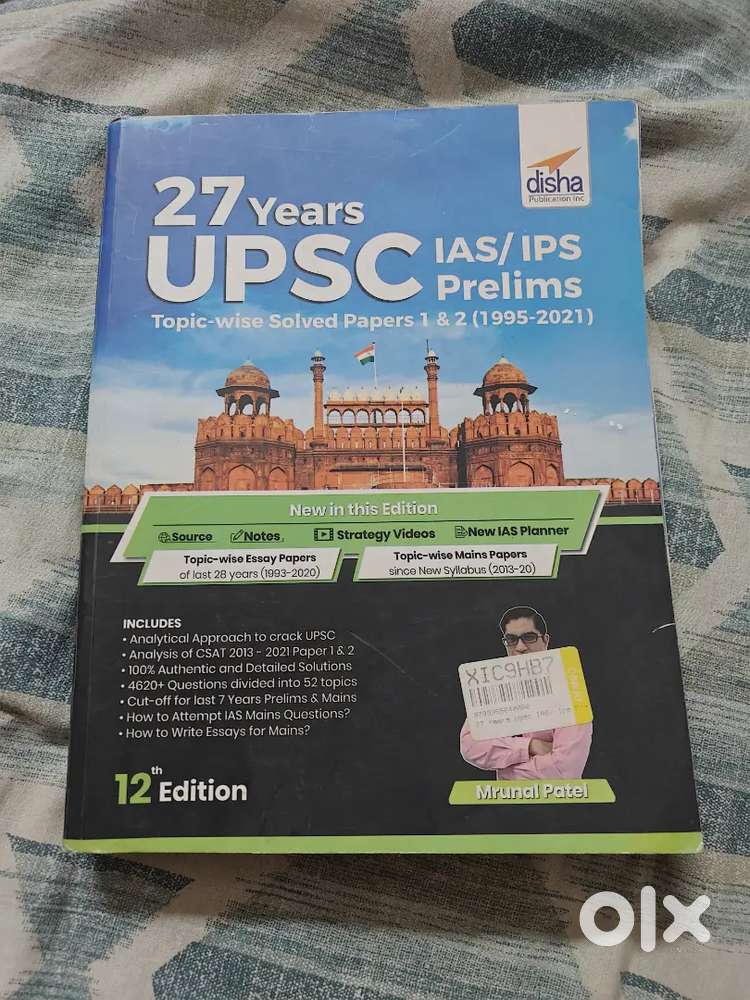 disha
Publication Inc
27 Years
UPSC IAS/ IPS
Prelims
Topic-wise Solved Papers 1 & 2 (1995-2021)
New in this Edition
Source Notes Strategy Videos New IAS Planner
Topic-wise Essay Papers
of last 28 years (1993-2020)
Topic-wise Mains Papers
since New Syllabus (2013-20)
INCLUDES
• Analytical Approach to crack UPSC
• Analysis of CSAT 2013 - 2021 Paper 1 & 2
• 100% Authentic and Detailed Solutions
• 4620+ Questions divided into 52 topics
• Cut-off for last 7 Years Prelims & Mains
• How to Attempt IAS Mains Questions?
• How to Write Essays for Mains?
XIC9HB7
27 Years UPSC IAS/
12th Edition
Mrunal Patel
olx